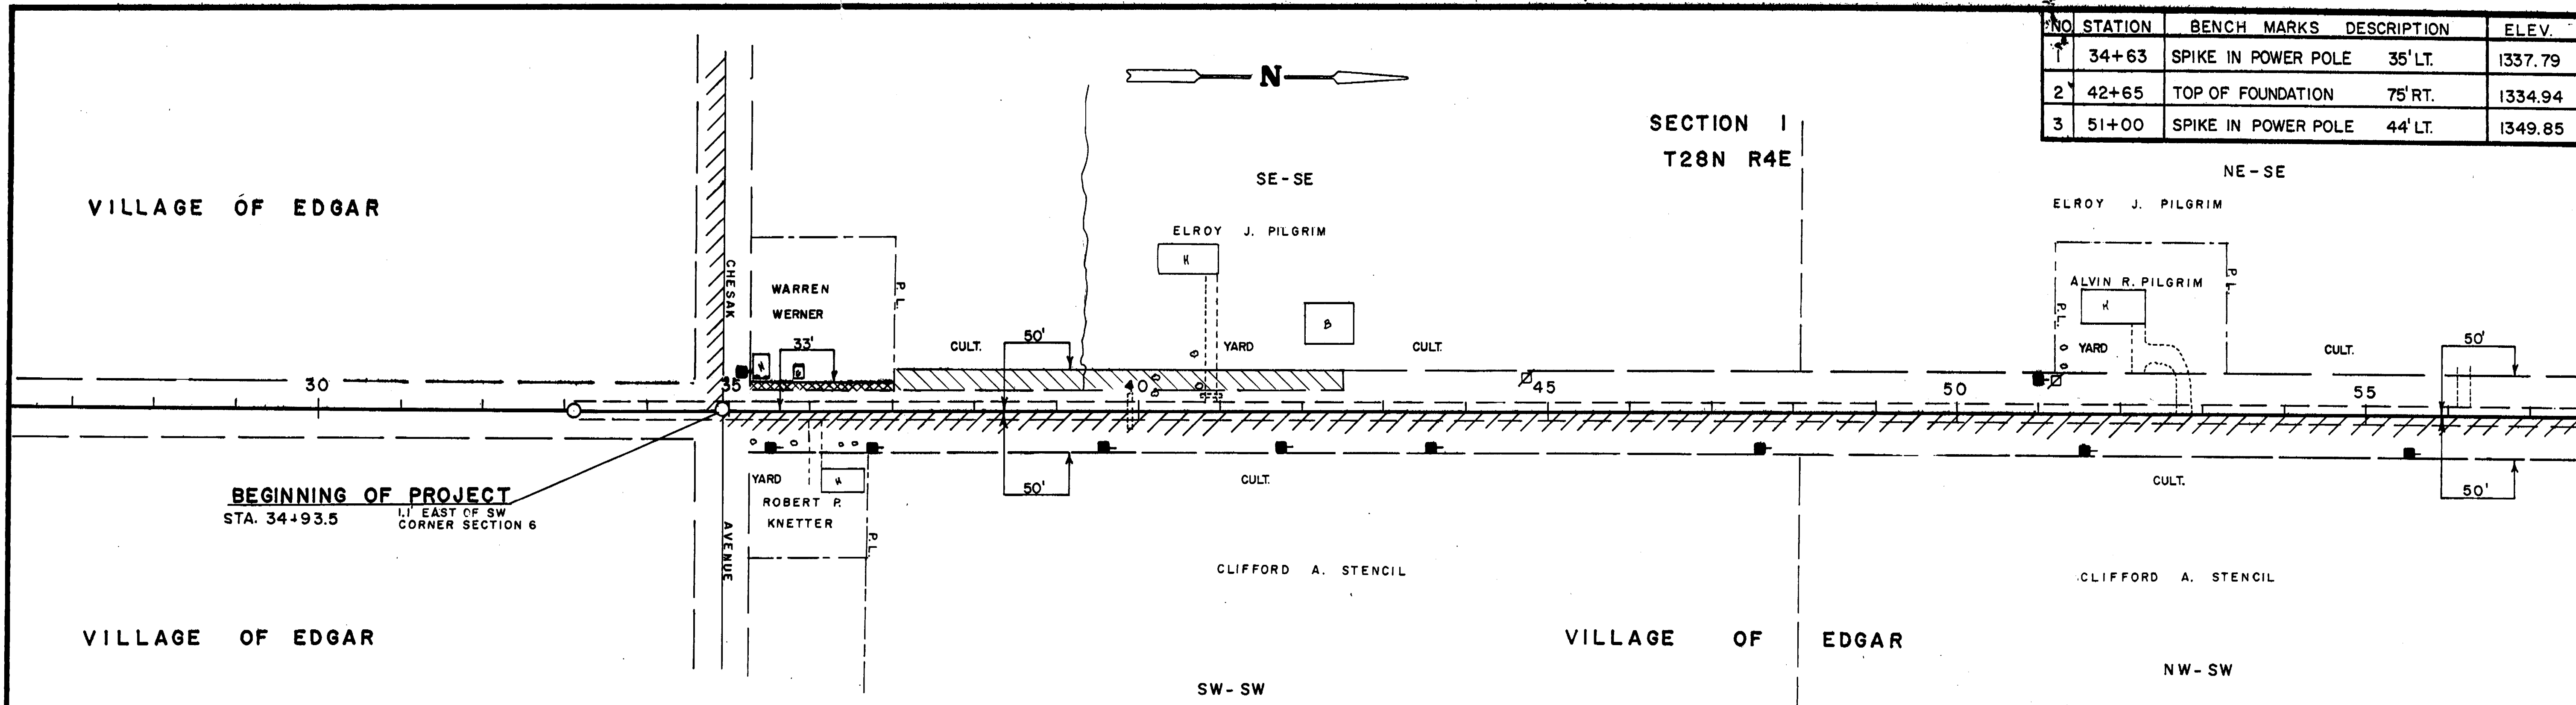 NO STATION BENCH MARKS DESCRIPTION ELEV.
1 34+63 SPIKE IN POWER POLE 35' LT. 1337.79
2 42+65 TOP OF FOUNDATION 75' RT. 1334.94
3 51+00 SPIKE IN POWER POLE 44' LT. 1349.85
N
SECTION 1
T28N R4E
SE-SE
NE-SE
VILLAGE OF EDGAR
ELROY J. PILGRIM
ELROY J. PILGRIM
CHESAK
WARREN
WERNER
P.L.
H
B
ALVIN R. PILGRIM
H
P.L.
P.L.
33'
CULT.
50'
YARD
CULT.
YARD
CULT.
50'
H
30
35
40
45
50
55
BEGINNING OF PROJECT
STA. 34+93.5
1.1' EAST OF SW
CORNER SECTION 6
YARD
H
ROBERT P.
KNETTER
P.L.
50'
CULT.
CULT.
50'
AVENUE
CLIFFORD A. STENCIL
CLIFFORD A. STENCIL
VILLAGE OF EDGAR
VILLAGE OF EDGAR
SW-SW
NW-SW